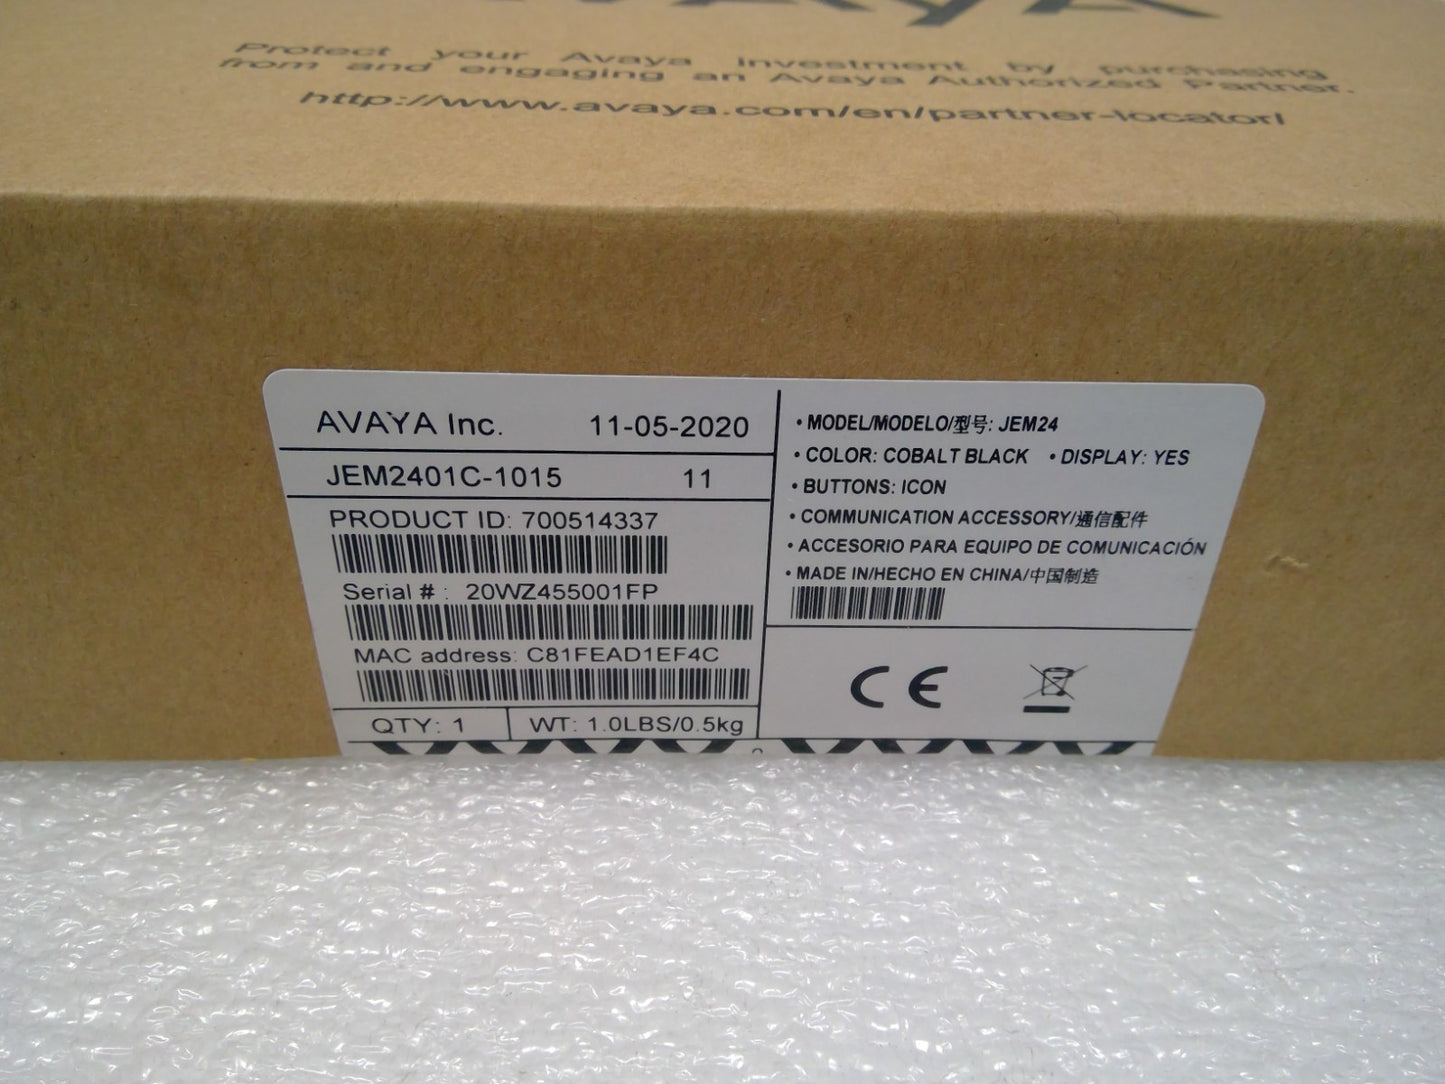 AVAYA
Protect your Avaya investment by purchasing
from and engaging an Avaya Authorized Partner.
http://www.avaya.com/en/partner-locator/
AVAYA Inc. 11-05-2020
JEM2401C-1015 11
PRODUCT ID: 700514337
Serial # : 20WZ455001FP
MAC address: C81FEAD1EF4C
QTY: 1 WT: 1.0LBS/0.5kg
• MODEL/MODELO/型号: JEM24
• COLOR: COBALT BLACK • DISPLAY: YES
• BUTTONS: ICON
• COMMUNICATION ACCESSORY/通信配件
• ACCESORIO PARA EQUIPO DE COMUNICACIÓN
• MADE IN/HECHO EN CHINA/中国制造
CE